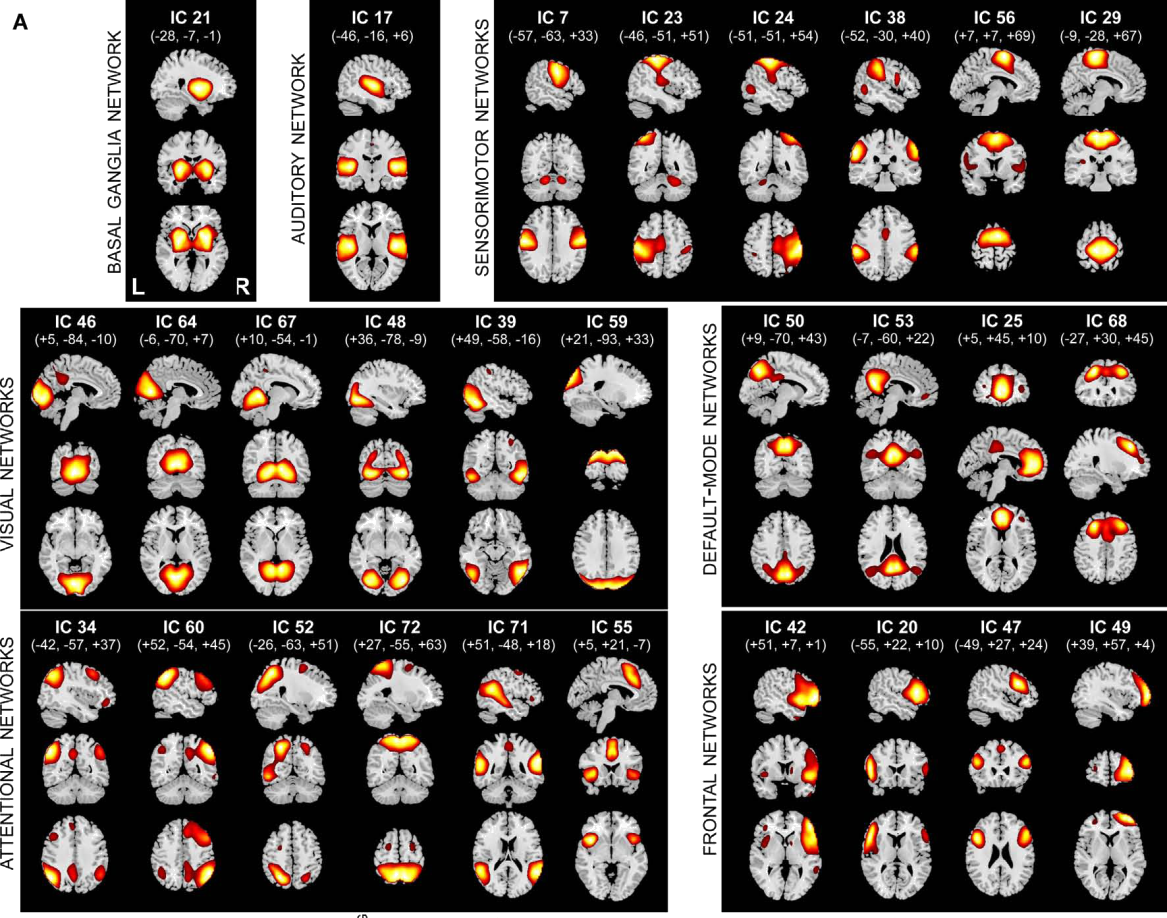 A
BASAL GANGLIA NETWORK
IC 21
(-28, -7, -1)
L R
AUDITORY NETWORK
IC 17
(-46, -16, +6)
SENSORIMOTOR NETWORKS
IC 7 IC 23 IC 24 IC 38 IC 56 IC 29
(-57, -63, +33) (-46, -51, +51) (-51, -51, +54) (-52, -30, +40) (+7, +7, +69) (-9, -28, +67)
VISUAL NETWORKS
IC 46 IC 64 IC 67 IC 48 IC 39 IC 59
(+5, -84, -10) (-6, -70, +7) (+10, -54, -1) (+36, -78, -9) (+49, -58, -16) (+21, -93, +33)
DEFAULT-MODE NETWORKS
IC 50 IC 53 IC 25 IC 68
(+9, -70, +43) (-7, -60, +22) (+5, +45, +10) (-27, +30, +45)
ATTENTIONAL NETWORKS
IC 34 IC 60 IC 52 IC 72 IC 71 IC 55
(-42, -57, +37) (+52, -54, +45) (-26, -63, +51) (+27, -55, +63) (+51, -48, +18) (+5, +21, -7)
FRONTAL NETWORKS
IC 42 IC 20 IC 47 IC 49
(+51, +7, +1) (-55, +22, +10) (-49, +27, +24) (+39, +57, +4)